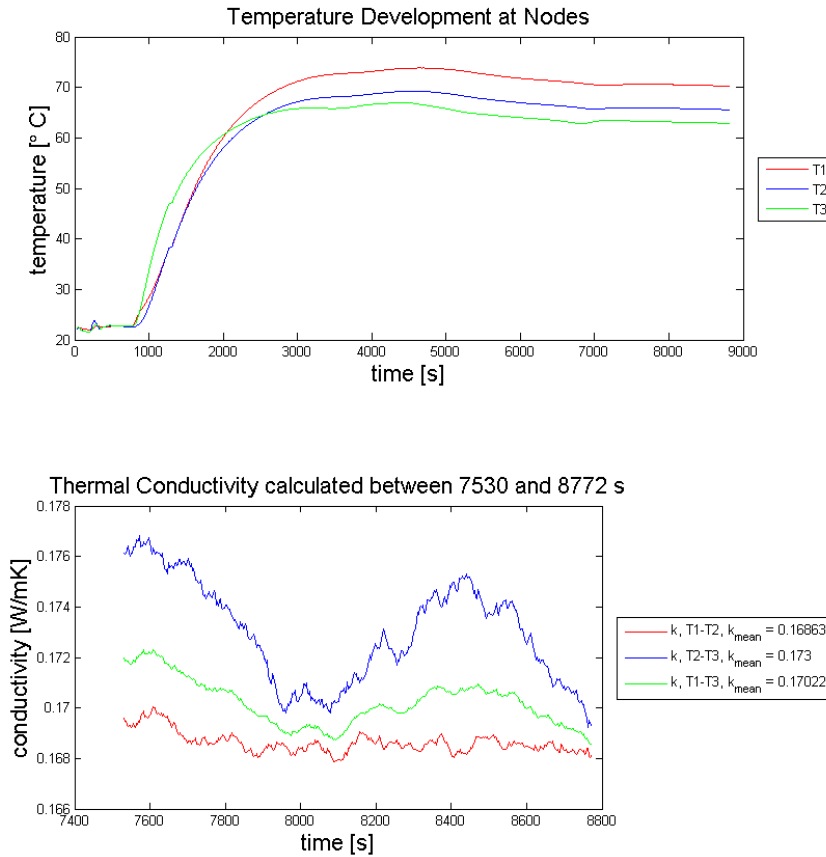 Temperature Development at Nodes
80
70
60
50
40
30
20
temperature [° C]
0 1000 2000 3000 4000 5000 6000 7000 8000 9000
time [s]
T1
T2
T3
Thermal Conductivity calculated between 7530 and 8772 s
0.178
0.176
0.174
0.172
0.17
0.168
0.166
conductivity [W/mK]
7400 7600 7800 8000 8200 8400 8600 8800
time [s]
k, T1-T2, k_mean = 0.16863
k, T2-T3, k_mean = 0.173
k, T1-T3, k_mean = 0.17022